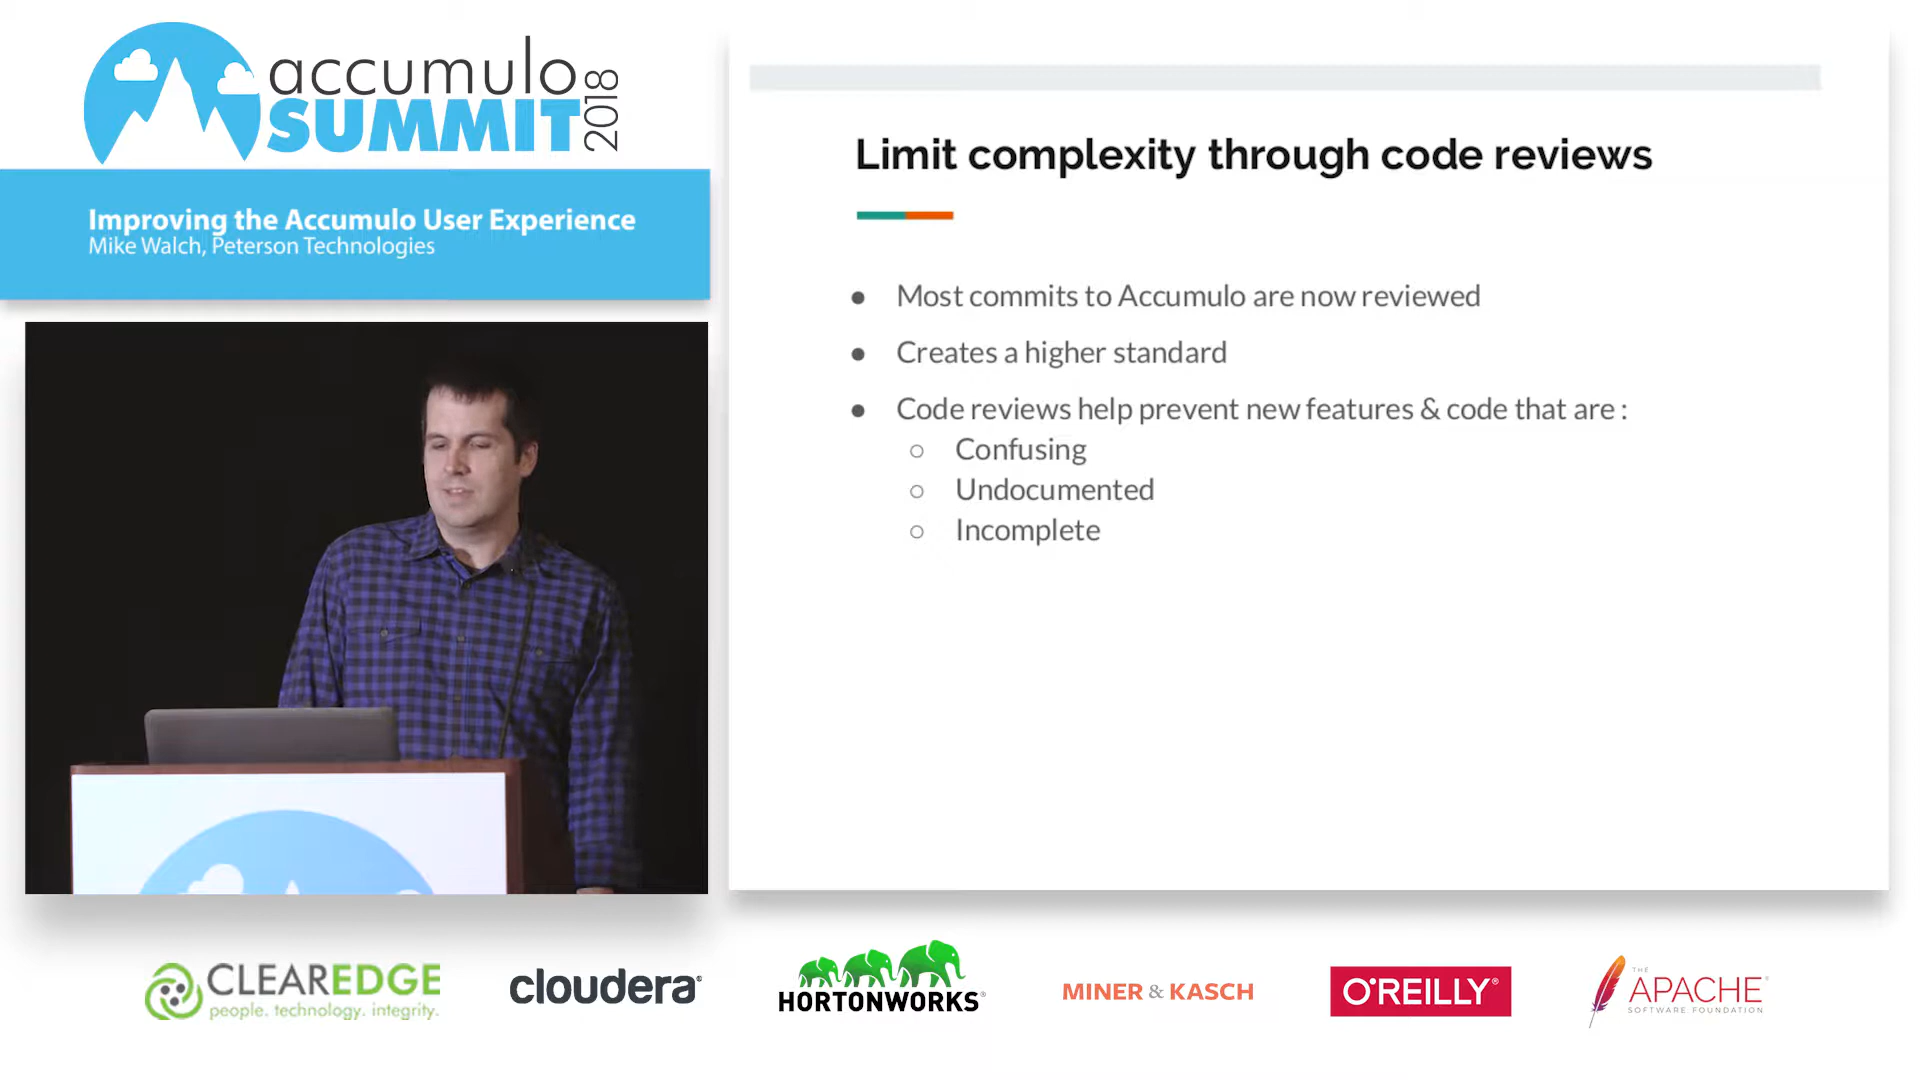 accumulo
SUMMIT
2018
Improving the Accumulo User Experience
Mike Walch, Peterson Technologies
Limit complexity through code reviews
● Most commits to Accumulo are now reviewed
● Creates a higher standard
● Code reviews help prevent new features & code that are :
○ Confusing
○ Undocumented
○ Incomplete
CLEAREDGE
people. technology. integrity.
cloudera®
HORTONWORKS®
MINER & KASCH
O'REILLY®
THE
APACHE®
SOFTWARE FOUNDATION